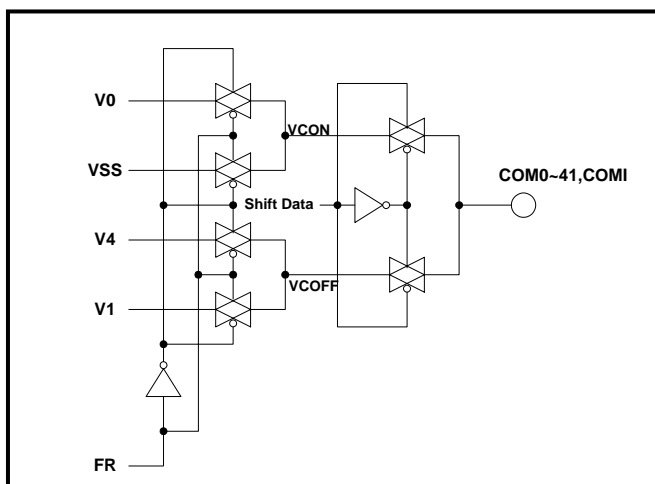 V0
VCON
VSS
COM0~41,COMI
Shift Data
V4
VCOFF
V1
FR